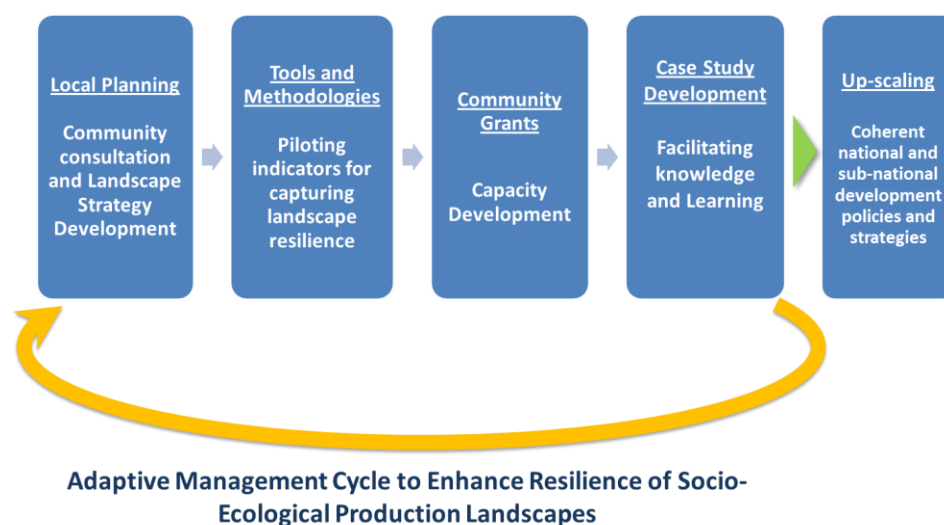 Local Planning
Community
consultation
and Landscape
Strategy
Development
Tools and
Methodologies
Piloting
indicators for
capturing
landscape
resilience
Community
Grants
Capacity
Development
Case Study
Development
Facilitating
knowledge
and Learning
Up-scaling
Coherent
national and
sub-national
development
policies and
strategies
Adaptive Management Cycle to Enhance Resilience of Socio-
Ecological Production Landscapes